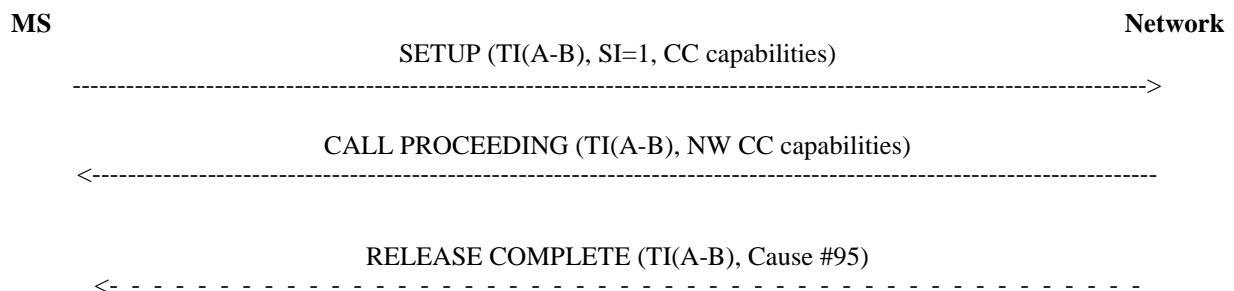 MS Network
SETUP (TI(A-B), SI=1, CC capabilities)
CALL PROCEEDING (TI(A-B), NW CC capabilities)
RELEASE COMPLETE (TI(A-B), Cause #95)